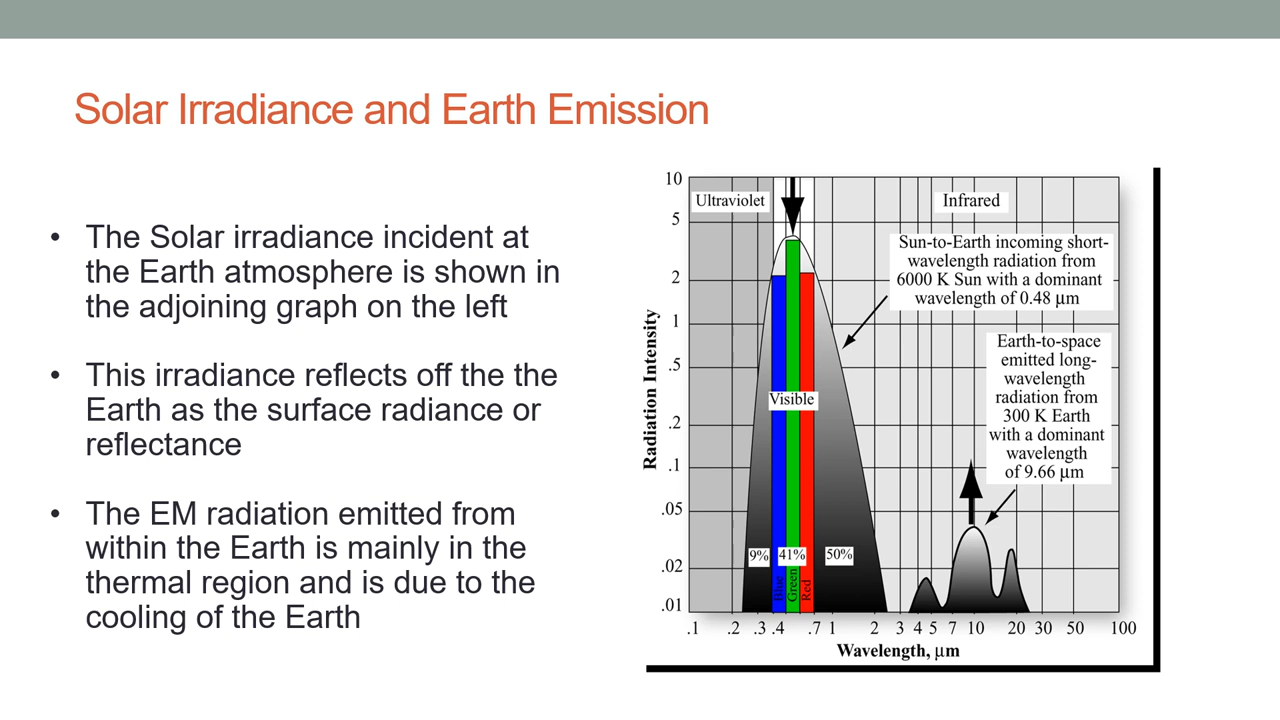 Solar Irradiance and Earth Emission
• The Solar irradiance incident at
the Earth atmosphere is shown in
the adjoining graph on the left
• This irradiance reflects off the the
Earth as the surface radiance or
reflectance
• The EM radiation emitted from
within the Earth is mainly in the
thermal region and is due to the
cooling of the Earth
Radiation Intensity
10
5
2
1
.5
.2
.1
.05
.02
.01
Ultraviolet
Infrared
Sun-to-Earth incoming short-
wavelength radiation from
6000 K Sun with a dominant
wavelength of 0.48 µm
Earth-to-space
emitted long-
wavelength
radiation from
300 K Earth
with a dominant
wavelength
of 9.66 µm
Visible
9% 41% 50%
Blue
Green
Red
.1 .2 .3 .4 .7 1 2 3 4 5 7 10 20 30 50 100
Wavelength, µm